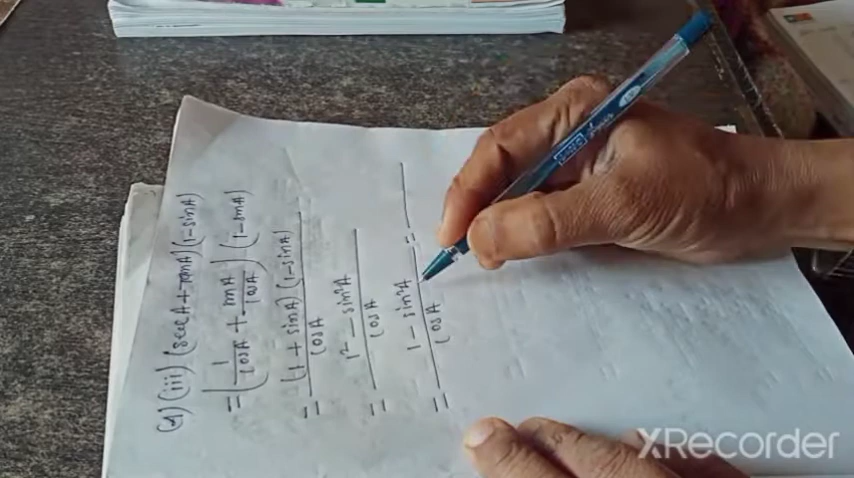 (4)(iii) (secA + tanA)(1-sinA)
= (1/cosA + sinA/cosA)(1-sinA)
= (1 + sinA)(1-sinA)/cosA
= 1² - sin²A/cosA
= 1 - sin²A/cosA =
XRecorder